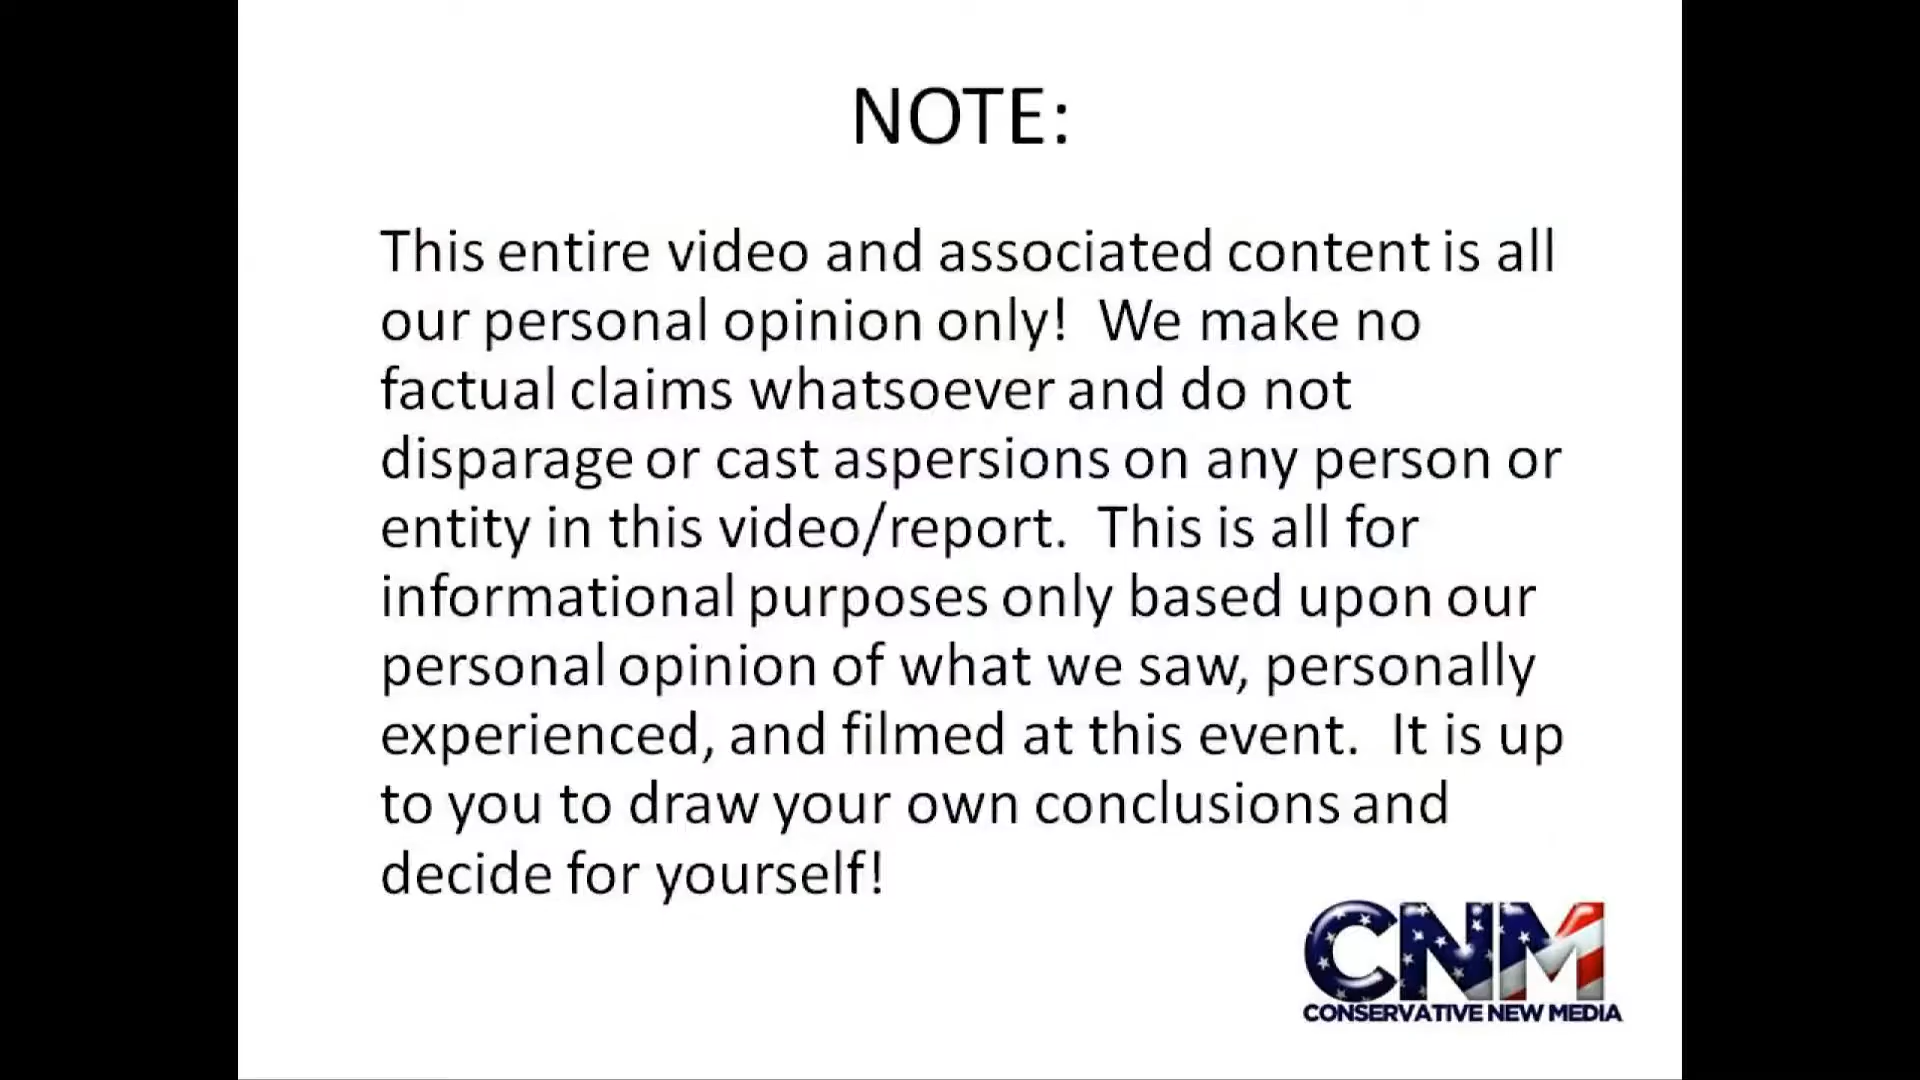 NOTE:
This entire video and associated content is all
our personal opinion only!  We make no
factual claims whatsoever and do not
disparage or cast aspersions on any person or
entity in this video/report.  This is all for
informational purposes only based upon our
personal opinion of what we saw, personally
experienced, and filmed at this event.  It is up
to you to draw your own conclusions and
decide for yourself!
CNM
CONSERVATIVE NEW MEDIA